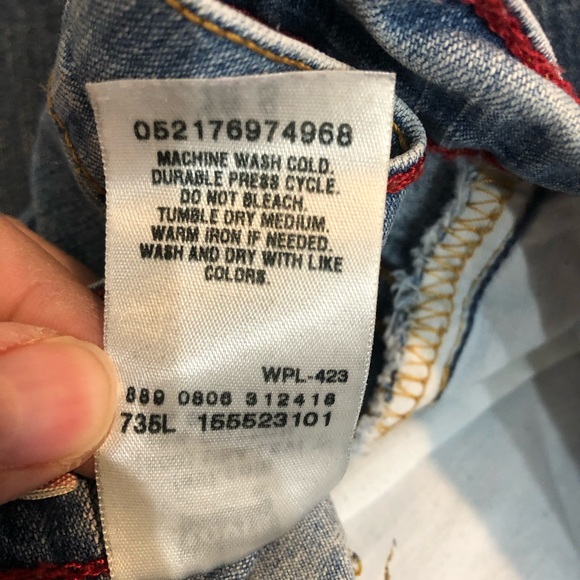 052176974968
MACHINE WASH COLD.
DURABLE PRESS CYCLE.
DO NOT BLEACH.
TUMBLE DRY MEDIUM.
WARM IRON IF NEEDED.
WASH AND DRY WITH LIKE
COLORS.
WPL-423
889 0806 312416
735L 155523101